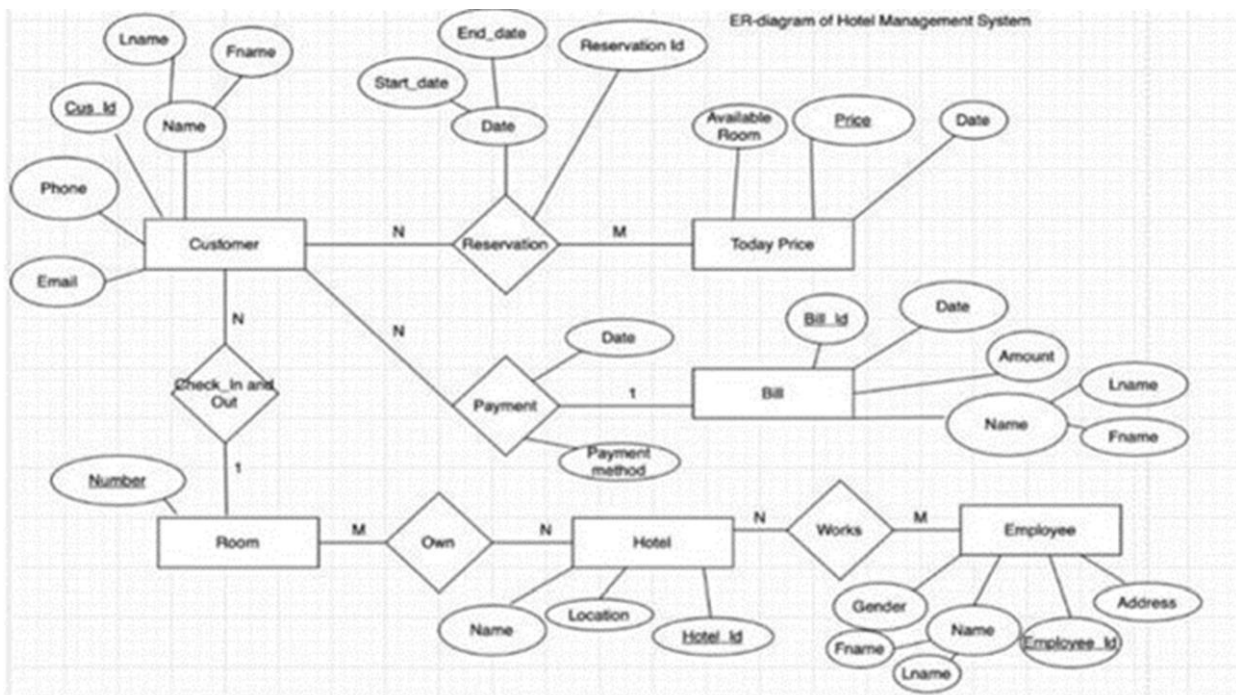 ER-diagram of Hotel Management System
Lname
Fname
End_date
Reservation Id
Start_date
Cus_Id
Name
Date
Available
Room
Price
Date
Phone
Customer
N
Reservation
M
Today Price
Email
N
N
Date
Bill_Id
Date
Amount
Check_In and
Out
Payment
1
Bill
Lname
Name
Fname
Payment
method
1
Number
Room
M
Own
N
Hotel
N
Works
M
Employee
Name
Location
Hotel_Id
Gender
Name
Employee_Id
Address
Fname
Lname